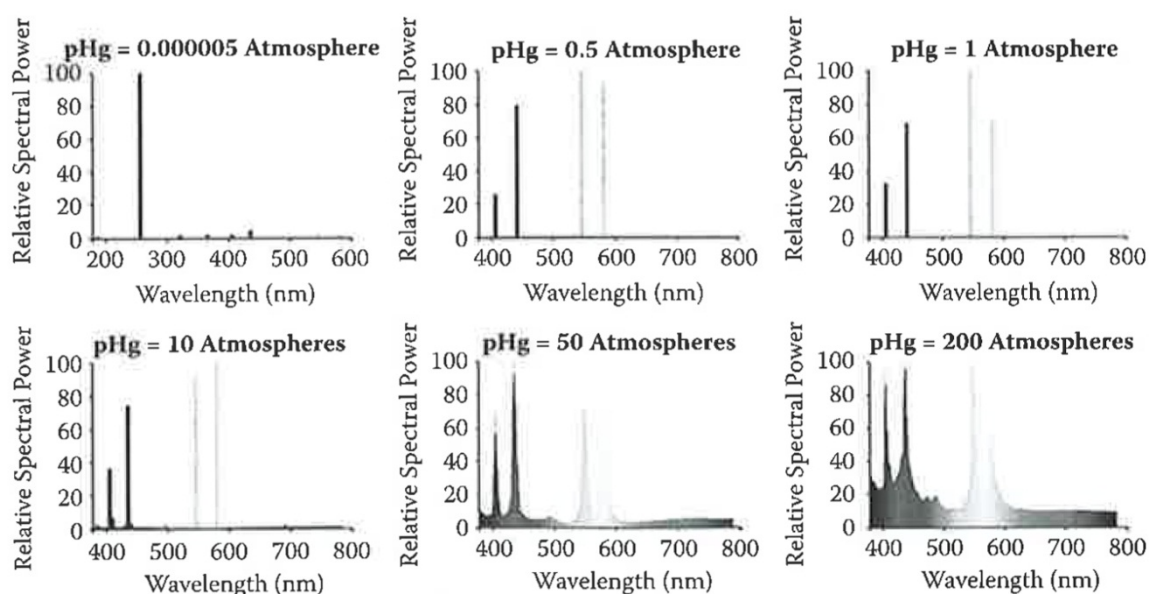 pHg = 0.000005 Atmosphere
Relative Spectral Power
100
80
60
40
20
0
200 300 400 500 600
Wavelength (nm)
pHg = 0.5 Atmosphere
Relative Spectral Power
100
80
60
40
20
0
400 500 600 700 800
Wavelength (nm)
pHg = 1 Atmosphere
Relative Spectral Power
100
80
60
40
20
0
400 500 600 700 800
Wavelength (nm)
pHg = 10 Atmospheres
Relative Spectral Power
100
80
60
40
20
0
400 500 600 700 800
Wavelength (nm)
pHg = 50 Atmospheres
Relative Spectral Power
100
80
60
40
20
0
400 500 600 700 800
Wavelength (nm)
pHg = 200 Atmospheres
Relative Spectral Power
100
80
60
40
20
0
400 500 600 700 800
Wavelength (nm)